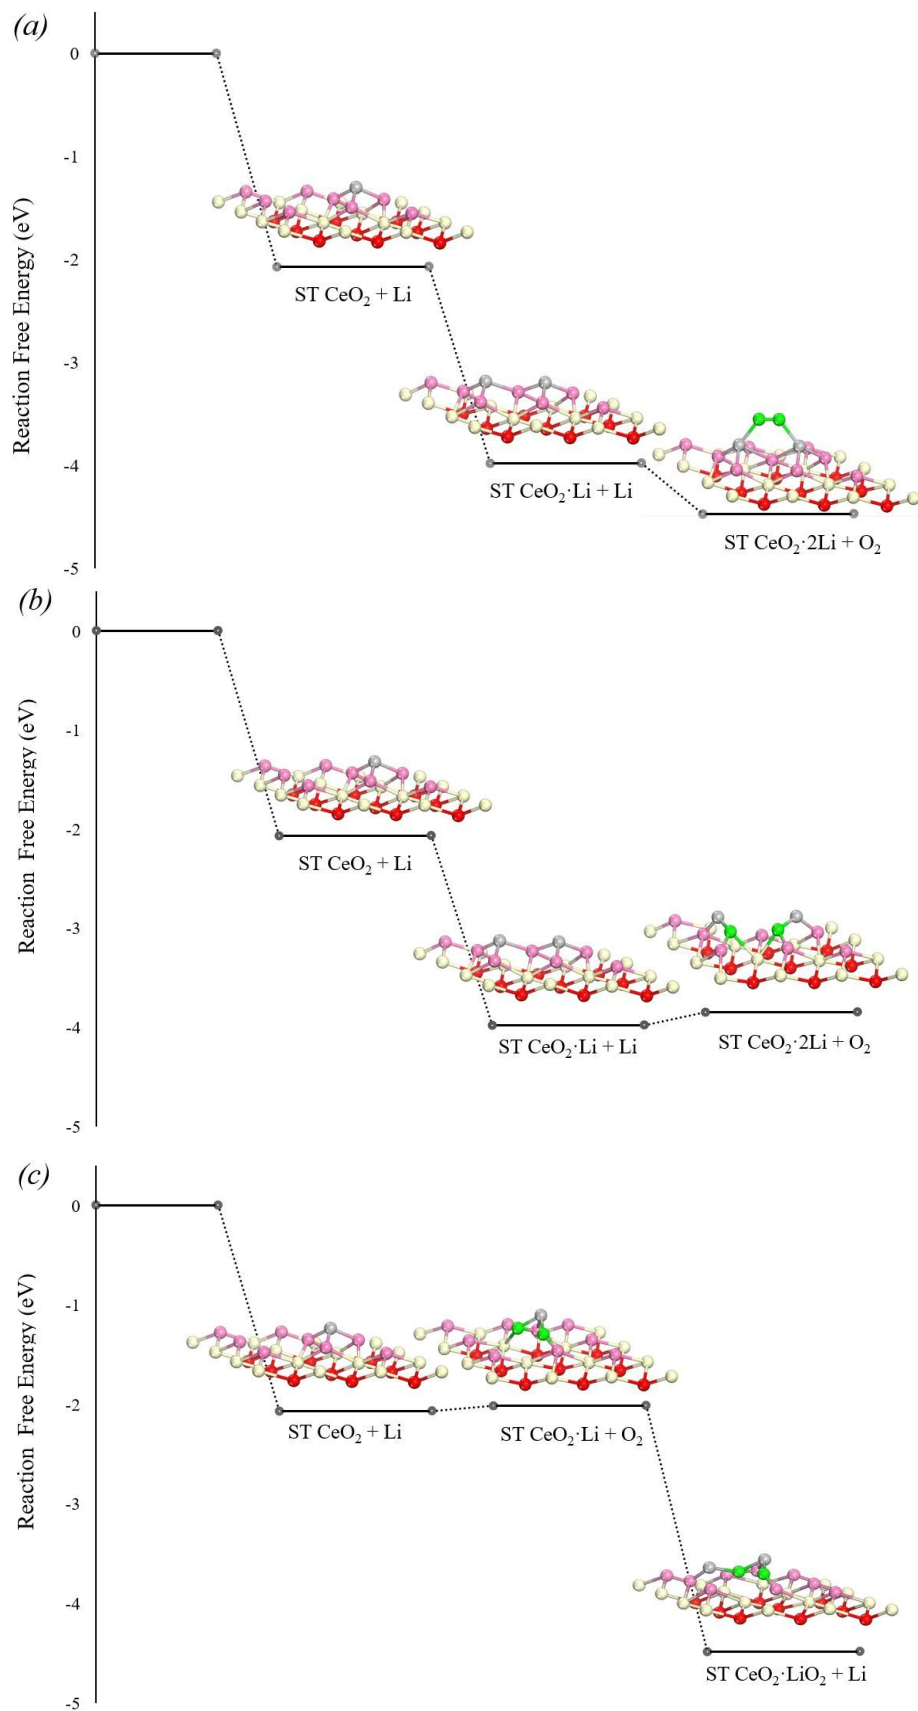 (a)
Reaction Free Energy (eV)
0
-1
-2
-3
-4
-5
ST CeO₂ + Li
ST CeO₂·Li + Li
ST CeO₂·2Li + O₂
(b)
Reaction Free Energy (eV)
0
-1
-2
-3
-4
-5
ST CeO₂ + Li
ST CeO₂·Li + Li
ST CeO₂·2Li + O₂
(c)
Reaction Free Energy (eV)
0
-1
-2
-3
-4
-5
ST CeO₂ + Li
ST CeO₂·Li + O₂
ST CeO₂·LiO₂ + Li